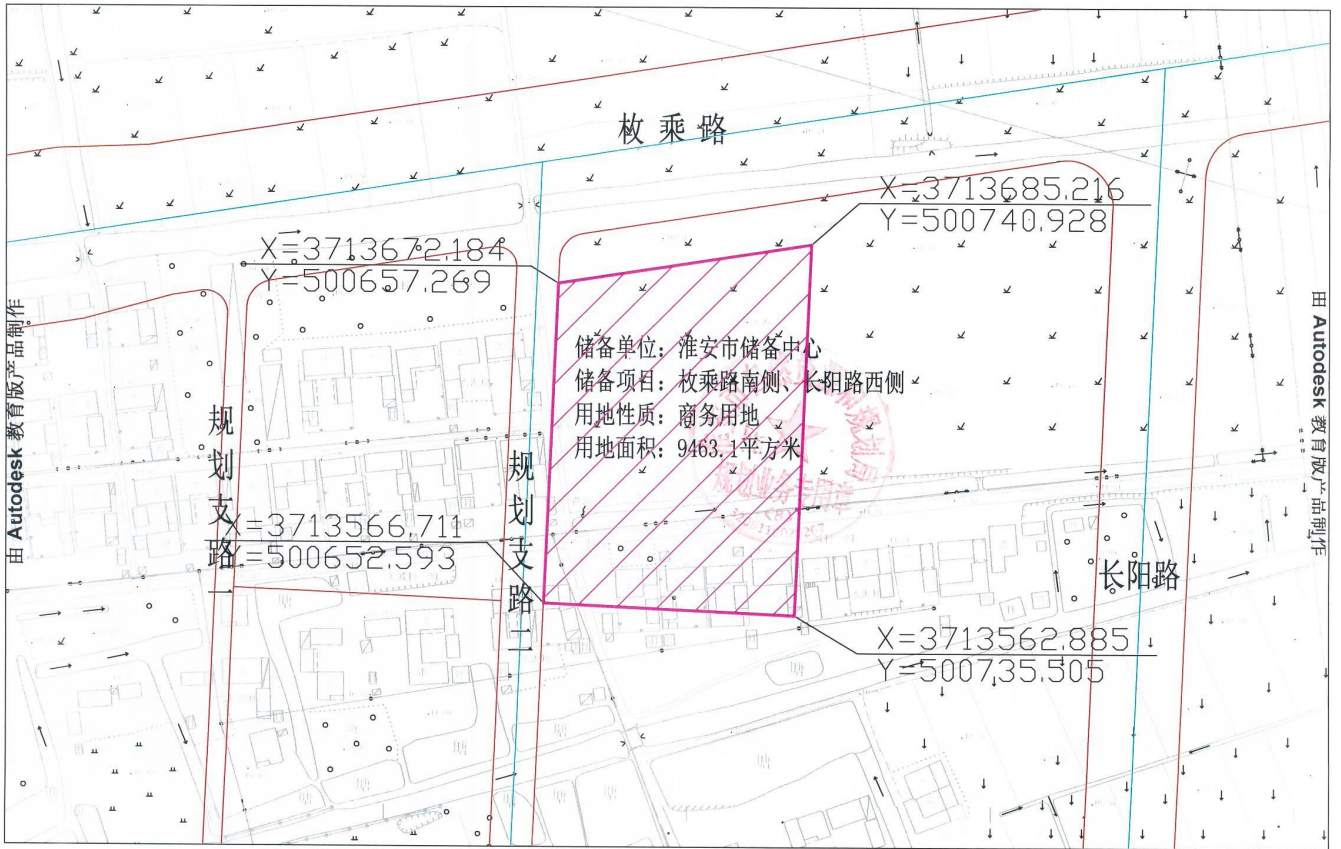 枚乘路
X=3713685.216
Y=500740.928
X=3713672.184
Y=500657.269
储备单位：淮安市储备中心
储备项目：枚乘路南侧、长阳路西侧
用地性质：商务用地
用地面积：9463.1平方米
规划支路一
规划支路二
X=3713566.711
Y=500652.593
长阳路
X=3713562.885
Y=500735.505
由 Autodesk 教育版产品制作
由 Autodesk 教育版产品制作